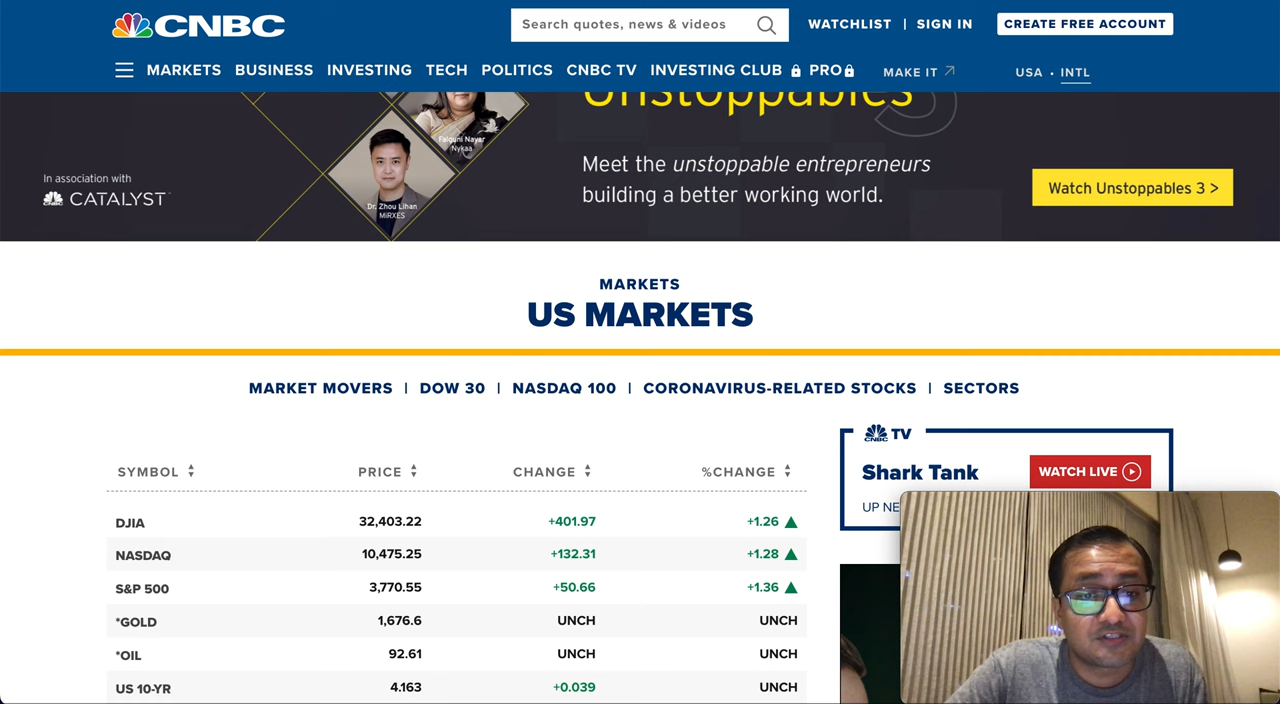 CNBC
Search quotes, news & videos
WATCHLIST | SIGN IN
CREATE FREE ACCOUNT
MARKETS BUSINESS INVESTING TECH POLITICS CNBC TV INVESTING CLUB PRO MAKE IT USA • INTL
Unstoppables 3
Falguni Nayar
Nykaa
Meet the unstoppable entrepreneurs
building a better working world.
In association with
CNBC CATALYST
Watch Unstoppables 3 >
Dr. Zhou Lihan
MiRXES
MARKETS
US MARKETS
MARKET MOVERS | DOW 30 | NASDAQ 100 | CORONAVIRUS-RELATED STOCKS | SECTORS
SYMBOL PRICE CHANGE %CHANGE
DJIA 32,403.22 +401.97 +1.26
NASDAQ 10,475.25 +132.31 +1.28
S&P 500 3,770.55 +50.66 +1.36
*GOLD 1,676.6 UNCH UNCH
*OIL 92.61 UNCH UNCH
US 10-YR 4.163 +0.039 UNCH
CNBC TV
Shark Tank
WATCH LIVE
UP NE